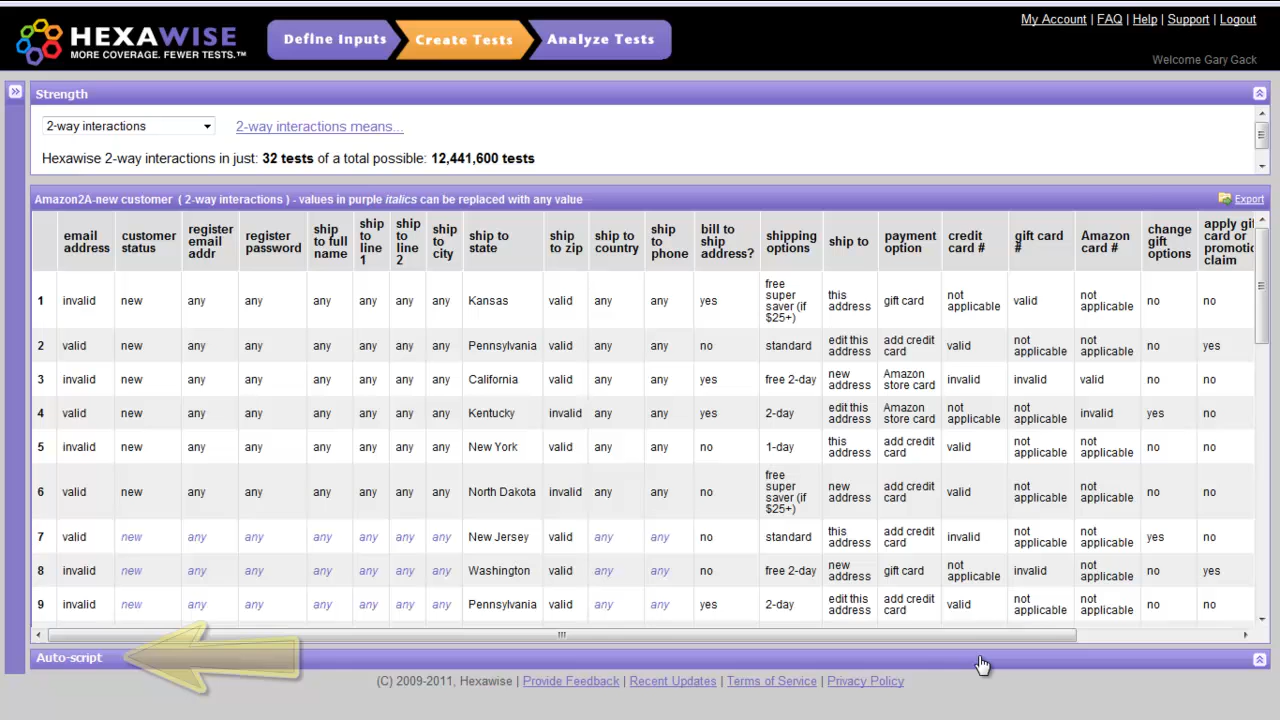 HEXAWISE
MORE COVERAGE. FEWER TESTS.™
Define Inputs
Create Tests
Analyze Tests
My Account | FAQ | Help | Support | Logout
Welcome Gary Gack
Strength
2-way interactions
2-way interactions means...
Hexawise 2-way interactions in just: 32 tests of a total possible: 12,441,600 tests
Amazon2A-new customer ( 2-way interactions ) - values in purple italics can be replaced with any value
Export
email address | customer status | register email addr | register password | ship to full name | ship to line 1 | ship to line 2 | ship to city | ship to state | ship to zip | ship to country | ship to phone | bill to ship address? | shipping options | ship to | payment option | credit card # | gift card # | Amazon card # | change gift options | apply gif card or promotic claim
1 invalid new any any any any any any Kansas valid any any yes free super saver (if $25+) this address gift card not applicable valid not applicable no no
2 valid new any any any any any any Pennsylvania valid any any no standard edit this address add credit card valid not applicable not applicable no yes
3 invalid new any any any any any any California valid any any yes free 2-day new address Amazon store card invalid invalid valid no no
4 valid new any any any any any any Kentucky invalid any any yes 2-day edit this address Amazon store card not applicable not applicable invalid yes no
5 invalid new any any any any any any New York valid any any no 1-day this address add credit card valid not applicable not applicable no no
6 valid new any any any any any any North Dakota invalid any any no free super saver (if $25+) new address add credit card valid not applicable not applicable no no
7 valid new any any any any any any New Jersey valid any any no standard this address add credit card invalid not applicable not applicable yes no
8 invalid new any any any any any any Washington valid any any no free 2-day new address gift card not applicable invalid not applicable no yes
9 invalid new any any any any any any Pennsylvania valid any any yes 2-day edit this address add credit card valid not applicable not applicable no no
Auto-script
(C) 2009-2011, Hexawise | Provide Feedback | Recent Updates | Terms of Service | Privacy Policy